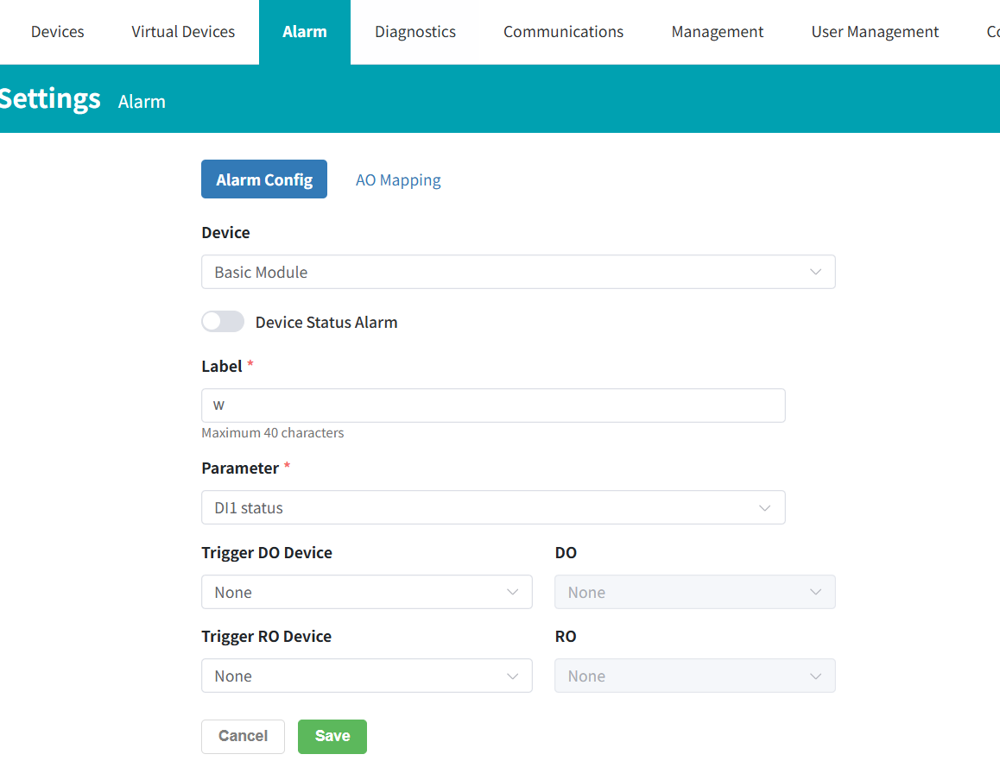 Devices Virtual Devices Alarm Diagnostics Communications Management User Management
Settings Alarm
Alarm Config AO Mapping
Device
Basic Module
Device Status Alarm
Label *
w
Maximum 40 characters
Parameter *
DI1 status
Trigger DO Device DO
None None
Trigger RO Device RO
None None
Cancel Save